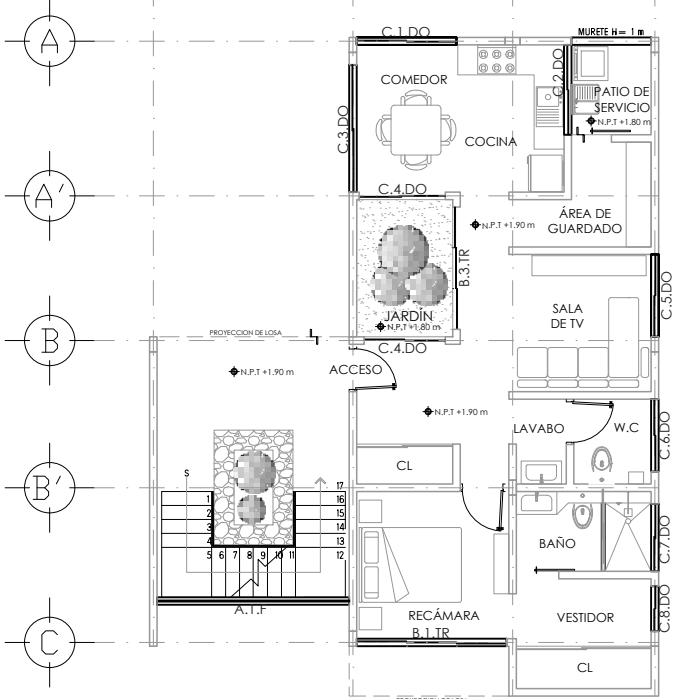 A
C.1.DO
MURETE H= 1 m
COMEDOR
C.2.DO
PATIO DE
SERVICIO
N.P.T +1.80 m
C.3.DO
COCINA
A'
C.4.DO
ÁREA DE
GUARDADO
N.P.T +1.90 m
B.3.TR
C.5.DO
SALA
DE TV
JARDÍN
N.P.T +1.80 m
PROYECCION DE LOSA
B
C.4.DO
ACCESO
N.P.T +1.90 m
N.P.T +1.90 m
LAVABO
W.C
C.6.DO
CL
B'
S
17
1
16
2
15
3
14
4
13
5 6 7 8 9 10 11 12
BAÑO
C.7.DO
A.1.F
C.8.DO
RECÁMARA
B.1.TR
VESTIDOR
C
CL